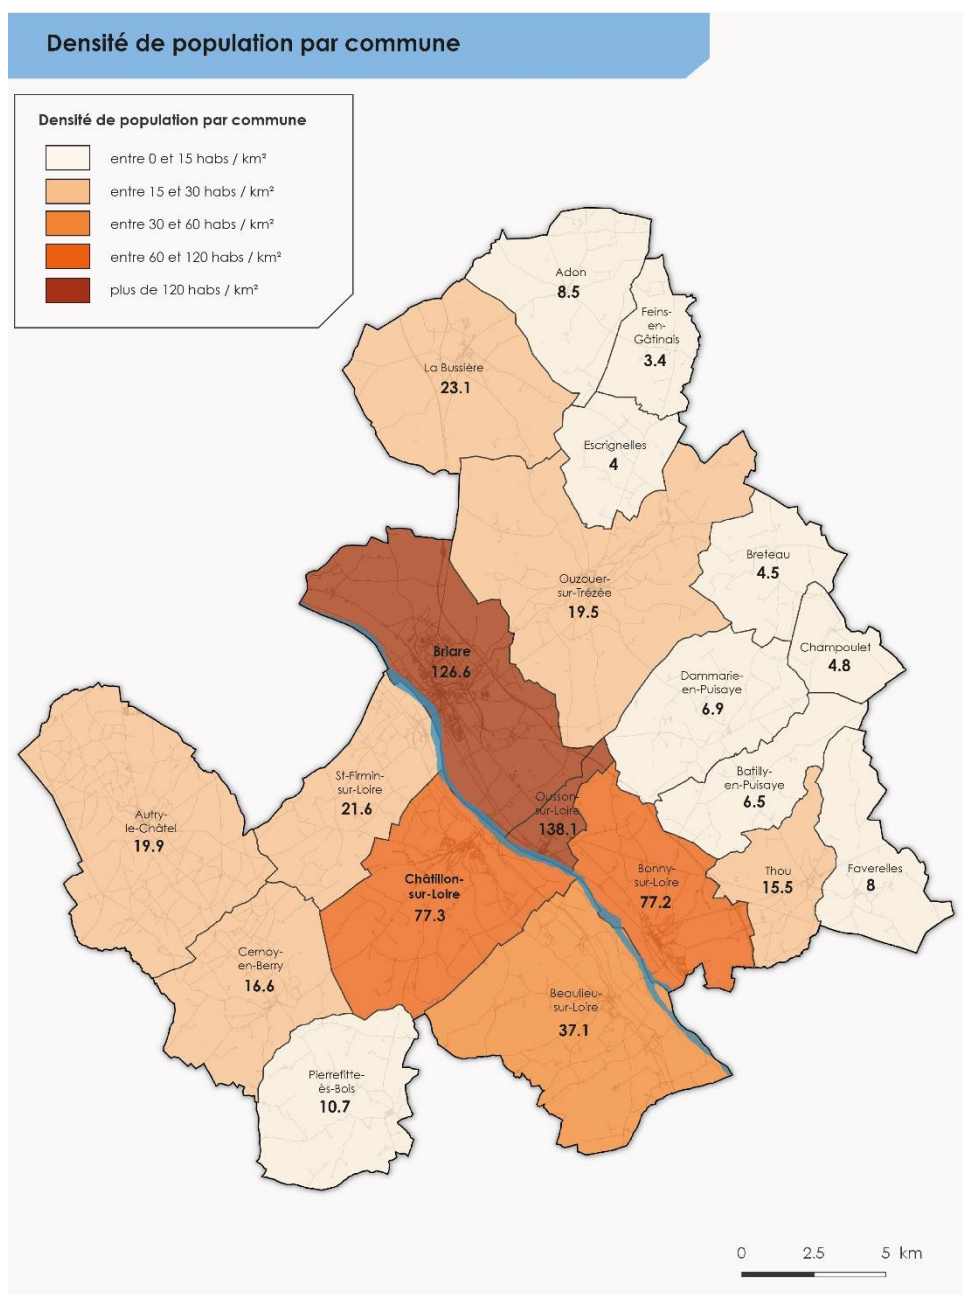 Densité de population par commune
Densité de population par commune
entre 0 et 15 habs / km²
entre 15 et 30 habs / km²
entre 30 et 60 habs / km²
entre 60 et 120 habs / km²
plus de 120 habs / km²
Adon
8.5
Feins-
en-
Gâtinais
3.4
La Bussière
23.1
Escrignelles
4
Breteau
4.5
Ouzouer-
sur-Trézée
19.5
Champoulet
4.8
Briare
126.6
Dammarie-
en-Puisaye
6.9
Batilly-
en-Puisaye
6.5
St-Firmin-
sur-Loire
21.6
Ousson-
sur-Loire
138.1
Autry-
le-Châtel
19.9
Châtillon-
sur-Loire
77.3
Bonny-
sur-Loire
77.2
Thou
15.5
Faverelles
8
Cernoy-
en-Berry
16.6
Beaulieu-
sur-Loire
37.1
Pierrefitte-
ès-Bois
10.7
0 2.5 5 km